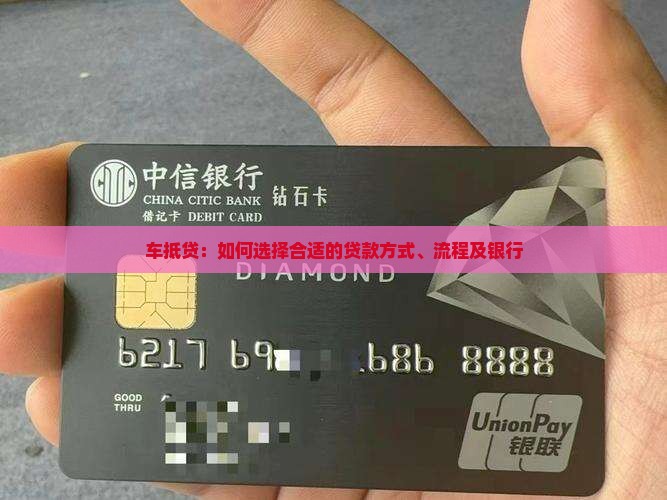 中信银行
CHINA CITIC BANK
借记卡 DEBIT CARD
钻石卡
车抵贷：如何选择合适的贷款方式、流程及银行
DIAMOND
6217 69 686 8888
GOOD
THRU
UnionPay
银联